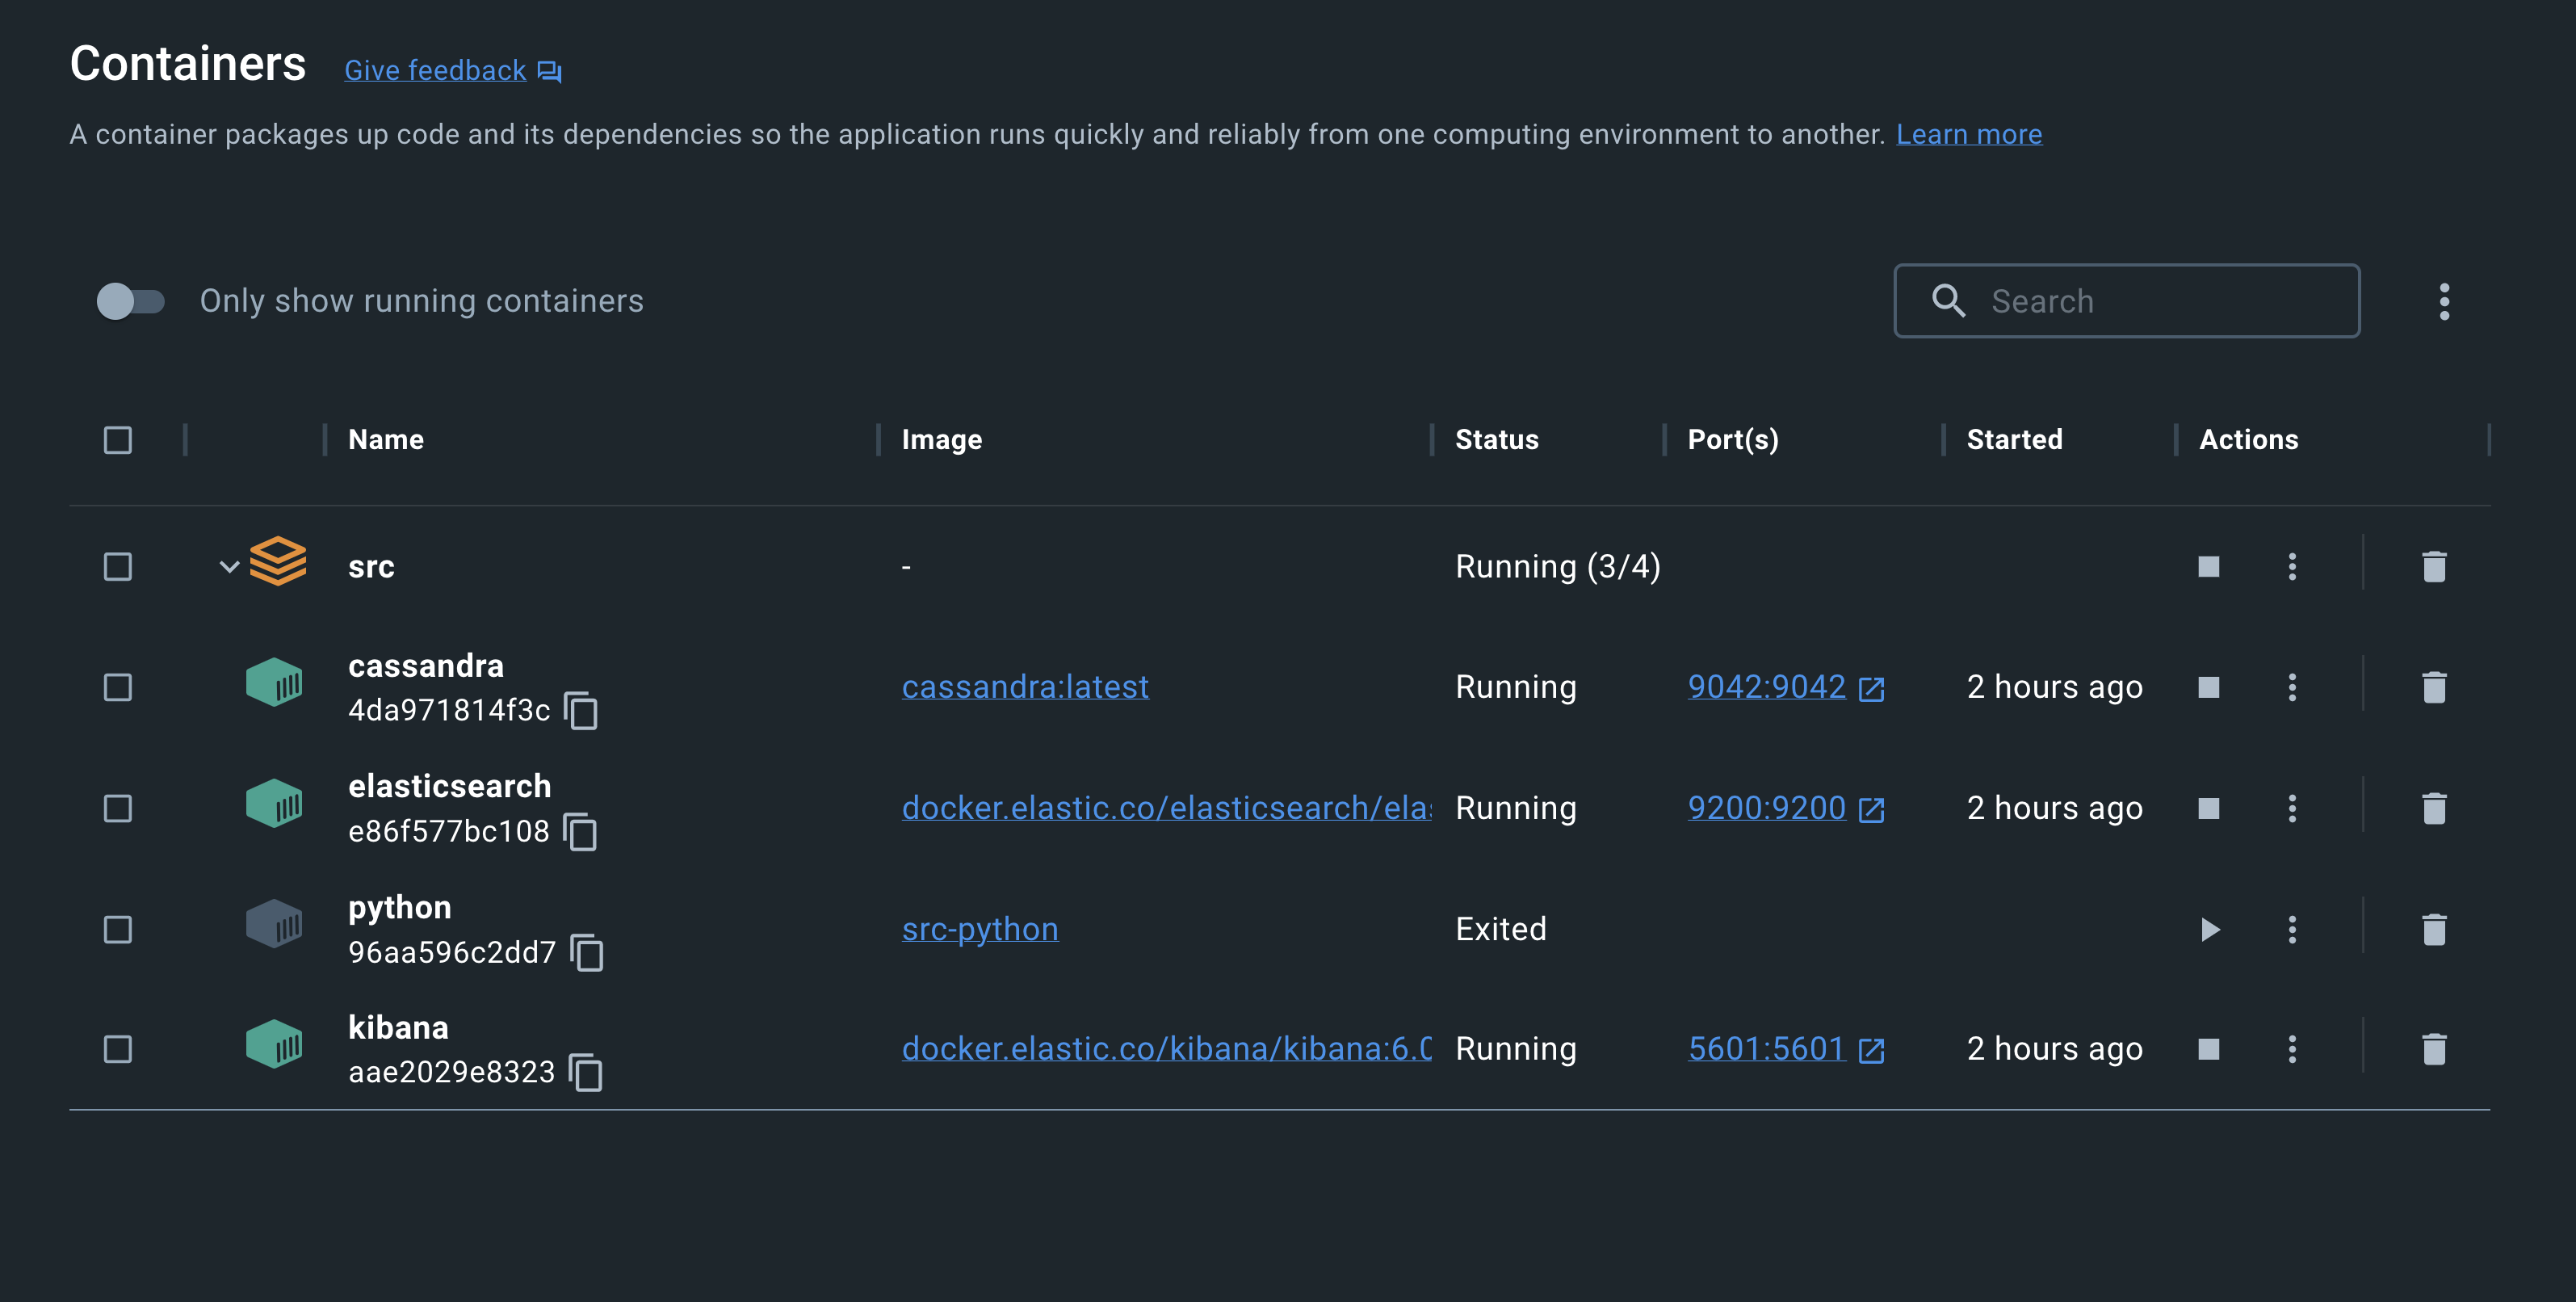 Containers Give feedback
A container packages up code and its dependencies so the application runs quickly and reliably from one computing environment to another. Learn more
Only show running containers Search
Name Image Status Port(s) Started Actions
src - Running (3/4)
cassandra
4da971814f3c cassandra:latest Running 9042:9042 2 hours ago
elasticsearch
e86f577bc108 docker.elastic.co/elasticsearch/elas Running 9200:9200 2 hours ago
python
96aa596c2dd7 src-python Exited
kibana
aae2029e8323 docker.elastic.co/kibana/kibana:6.0 Running 5601:5601 2 hours ago